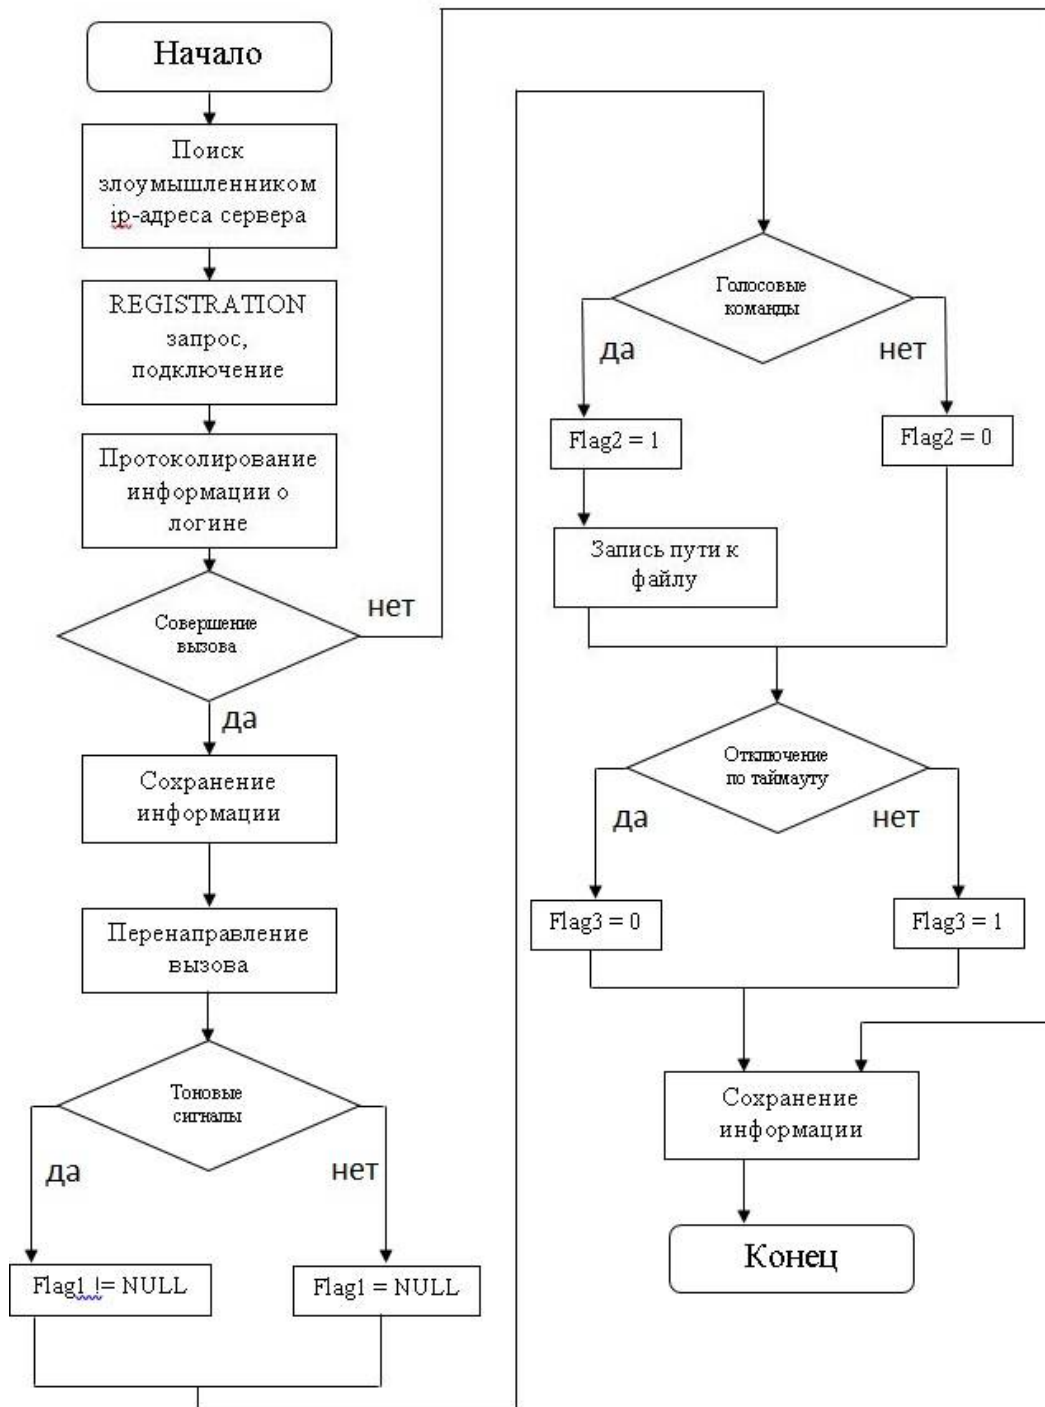 Начало
Поиск
злоумышленником
ip-адреса сервера
REGISTRATION
запрос,
подключение
Протоколирование
информации о
логине
Совершение
вызова
нет
да
Сохранение
информации
Перенаправление
вызова
Тоновые
сигналы
да
нет
Flag1 != NULL
Flag1 = NULL
Голосовые
команды
да
нет
Flag2 = 1
Flag2 = 0
Запись пути к
файлу
Отключение
по таймауту
да
нет
Flag3 = 0
Flag3 = 1
Сохранение
информации
Конец